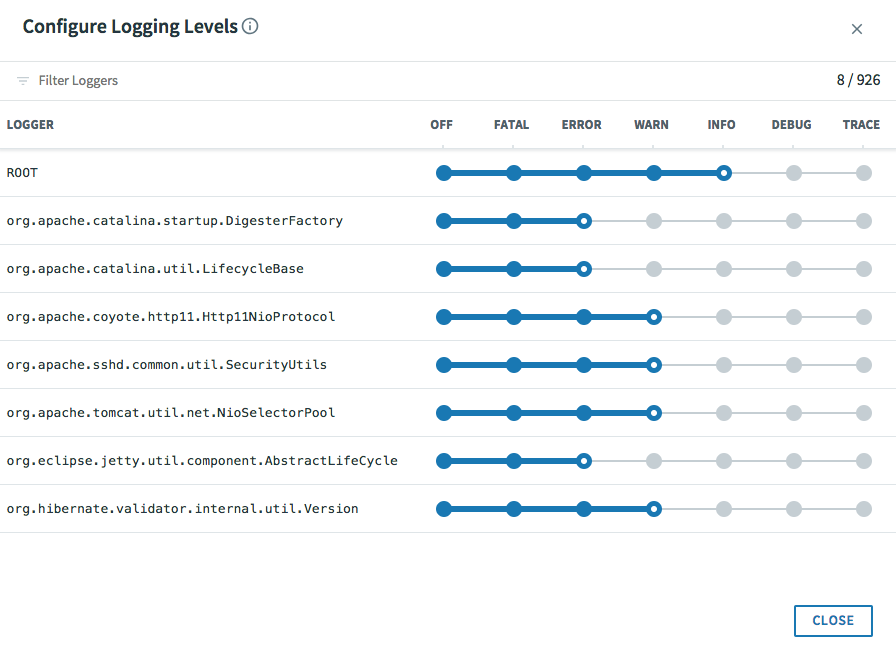 Configure Logging Levels
Filter Loggers 8 / 926
LOGGER OFF FATAL ERROR WARN INFO DEBUG TRACE
ROOT
org.apache.catalina.startup.DigesterFactory
org.apache.catalina.util.LifecycleBase
org.apache.coyote.http11.Http11NioProtocol
org.apache.sshd.common.util.SecurityUtils
org.apache.tomcat.util.net.NioSelectorPool
org.eclipse.jetty.util.component.AbstractLifeCycle
org.hibernate.validator.internal.util.Version
CLOSE